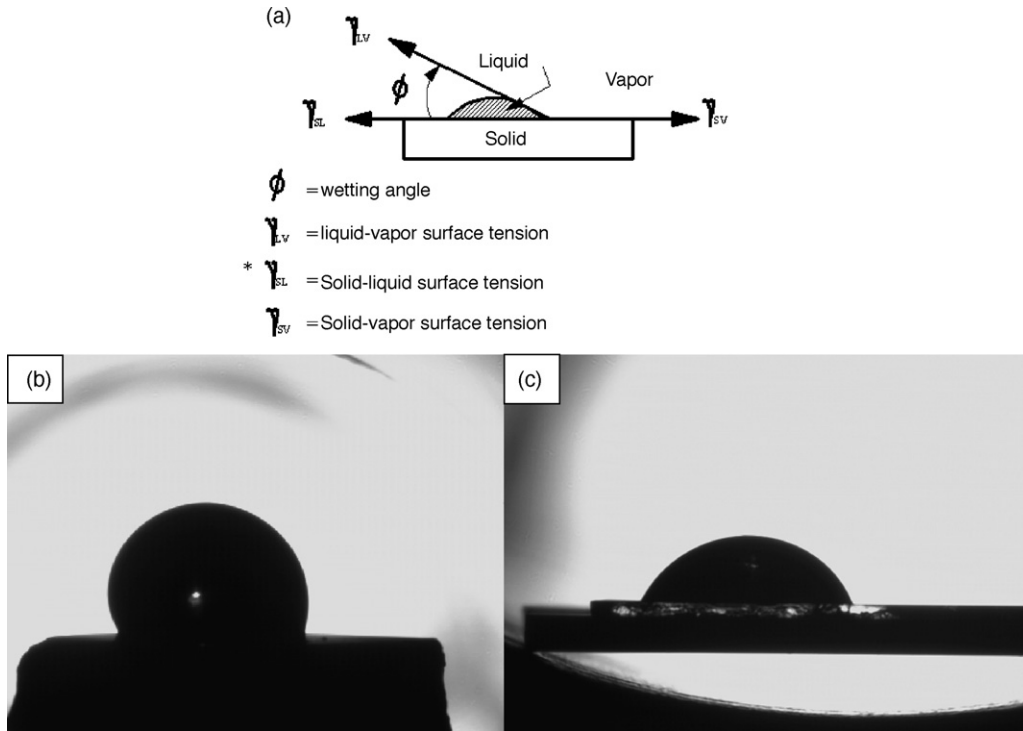 (a)
γLV
Liquid
Vapor
ϕ
γSL
γSV
Solid
ϕ =wetting angle
γLV =liquid-vapor surface tension
* γSL =Solid-liquid surface tension
γSV =Solid-vapor surface tension
(b)
(c)